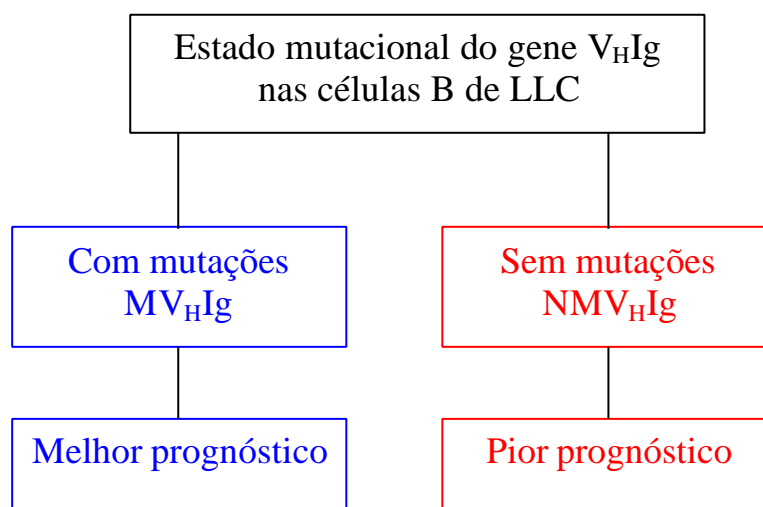 Estado mutacional do gene VHIg
nas células B de LLC
Com mutações
MVHIg
Sem mutações
NMVHIg
Melhor prognóstico
Pior prognóstico